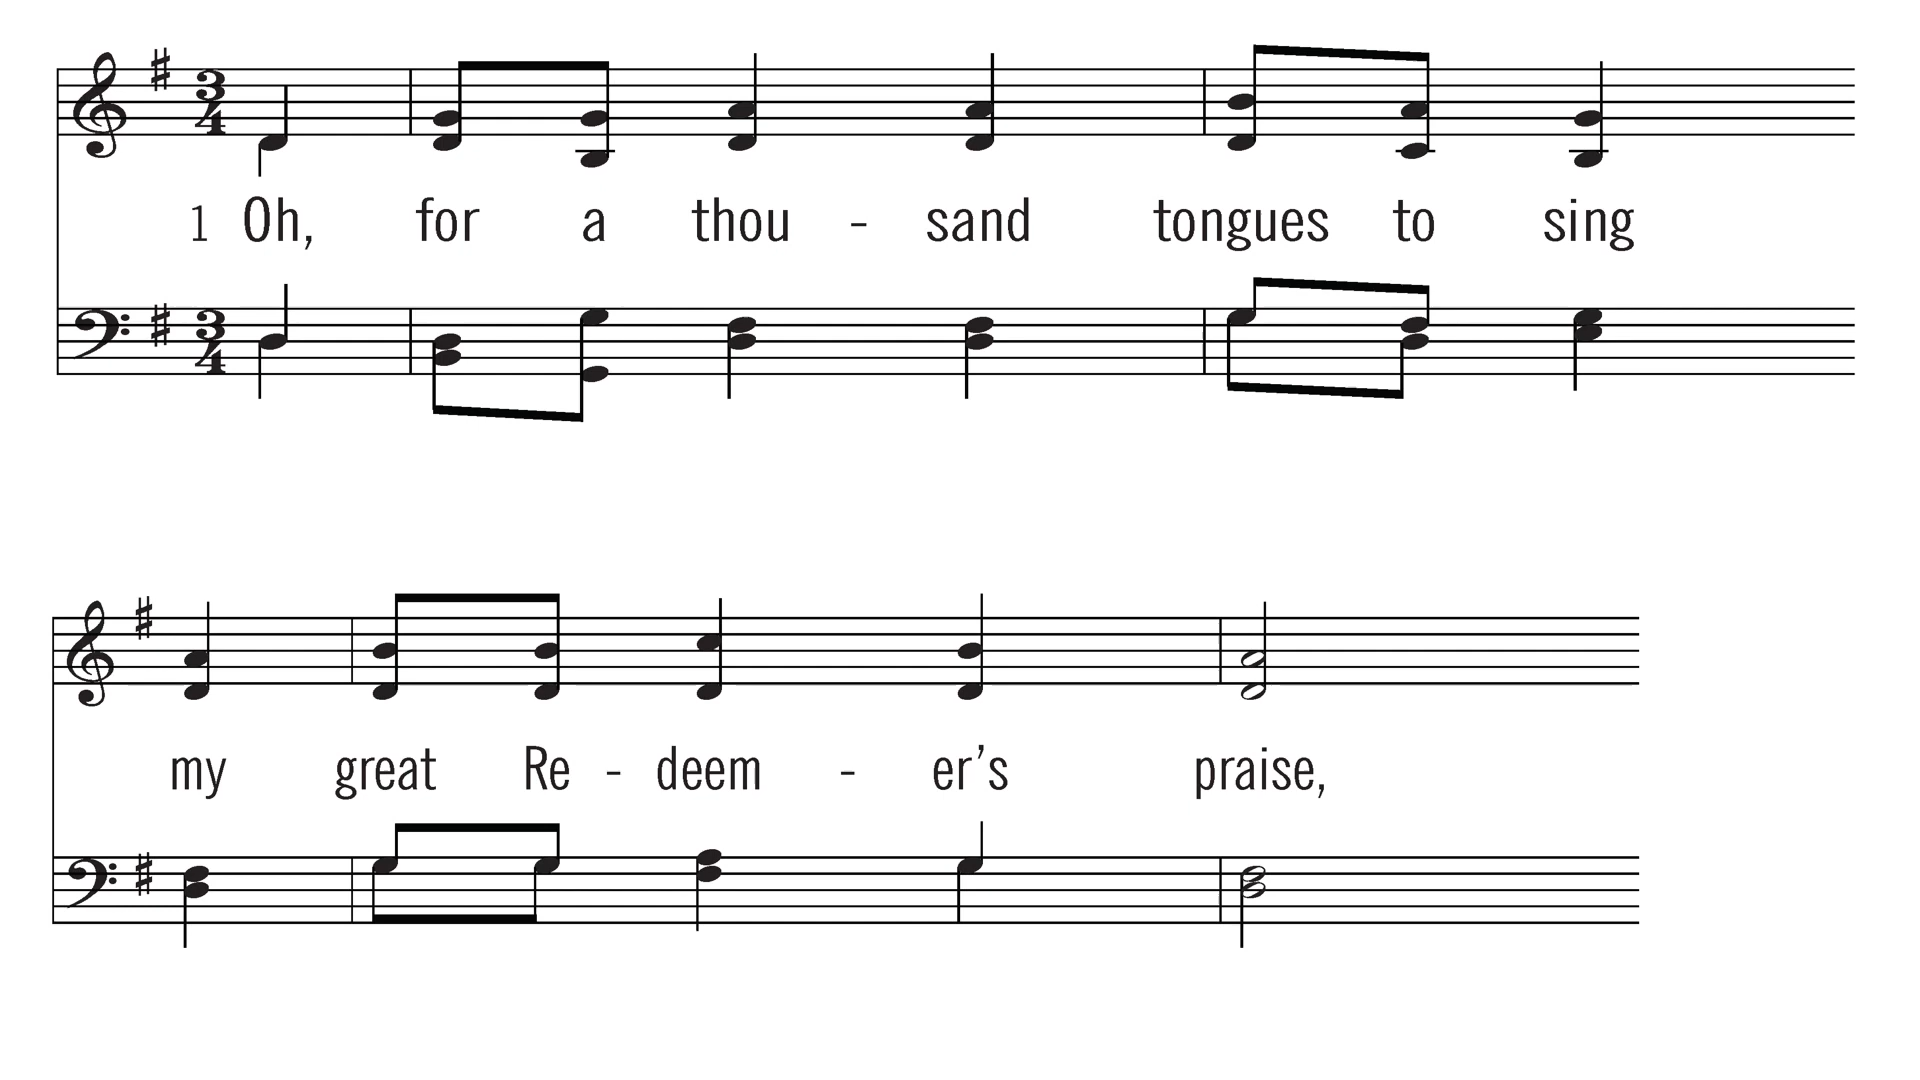 1 Oh, for a thou - sand tongues to sing
my great Re - deem - er’s praise,